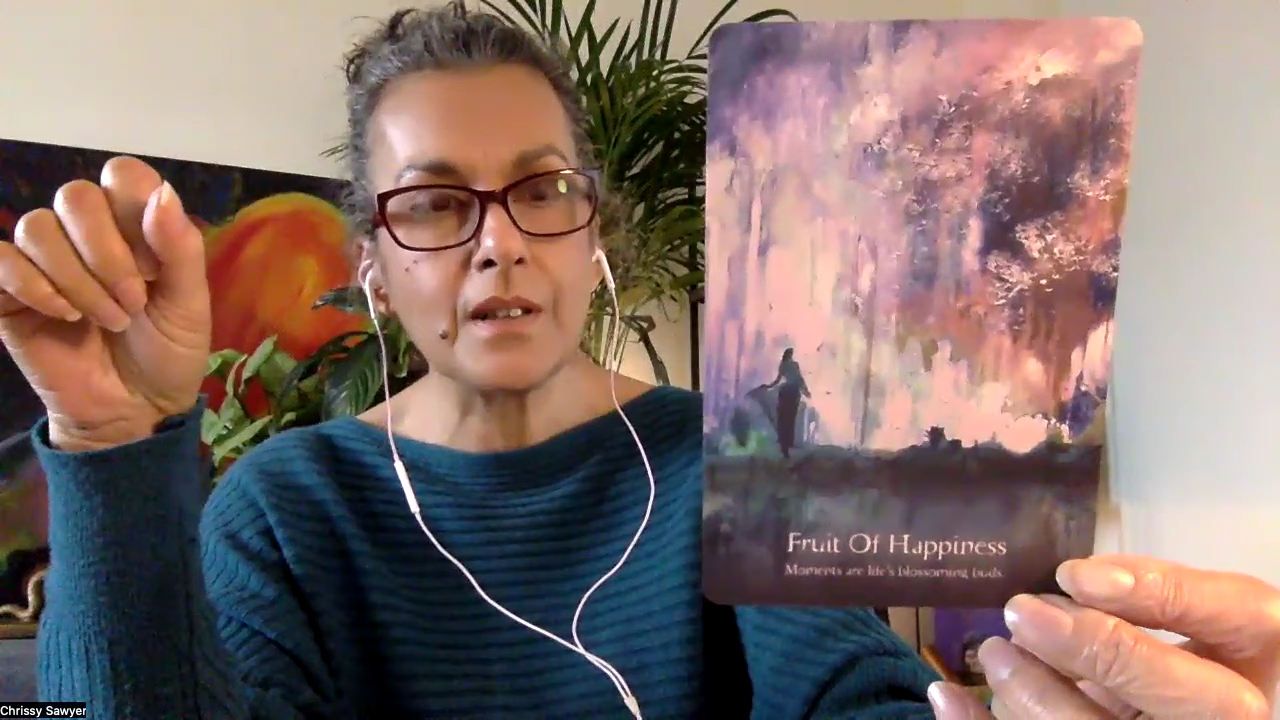 Fruit Of Happiness
Moments are life's blossoming buds.
Chrissy Sawyer